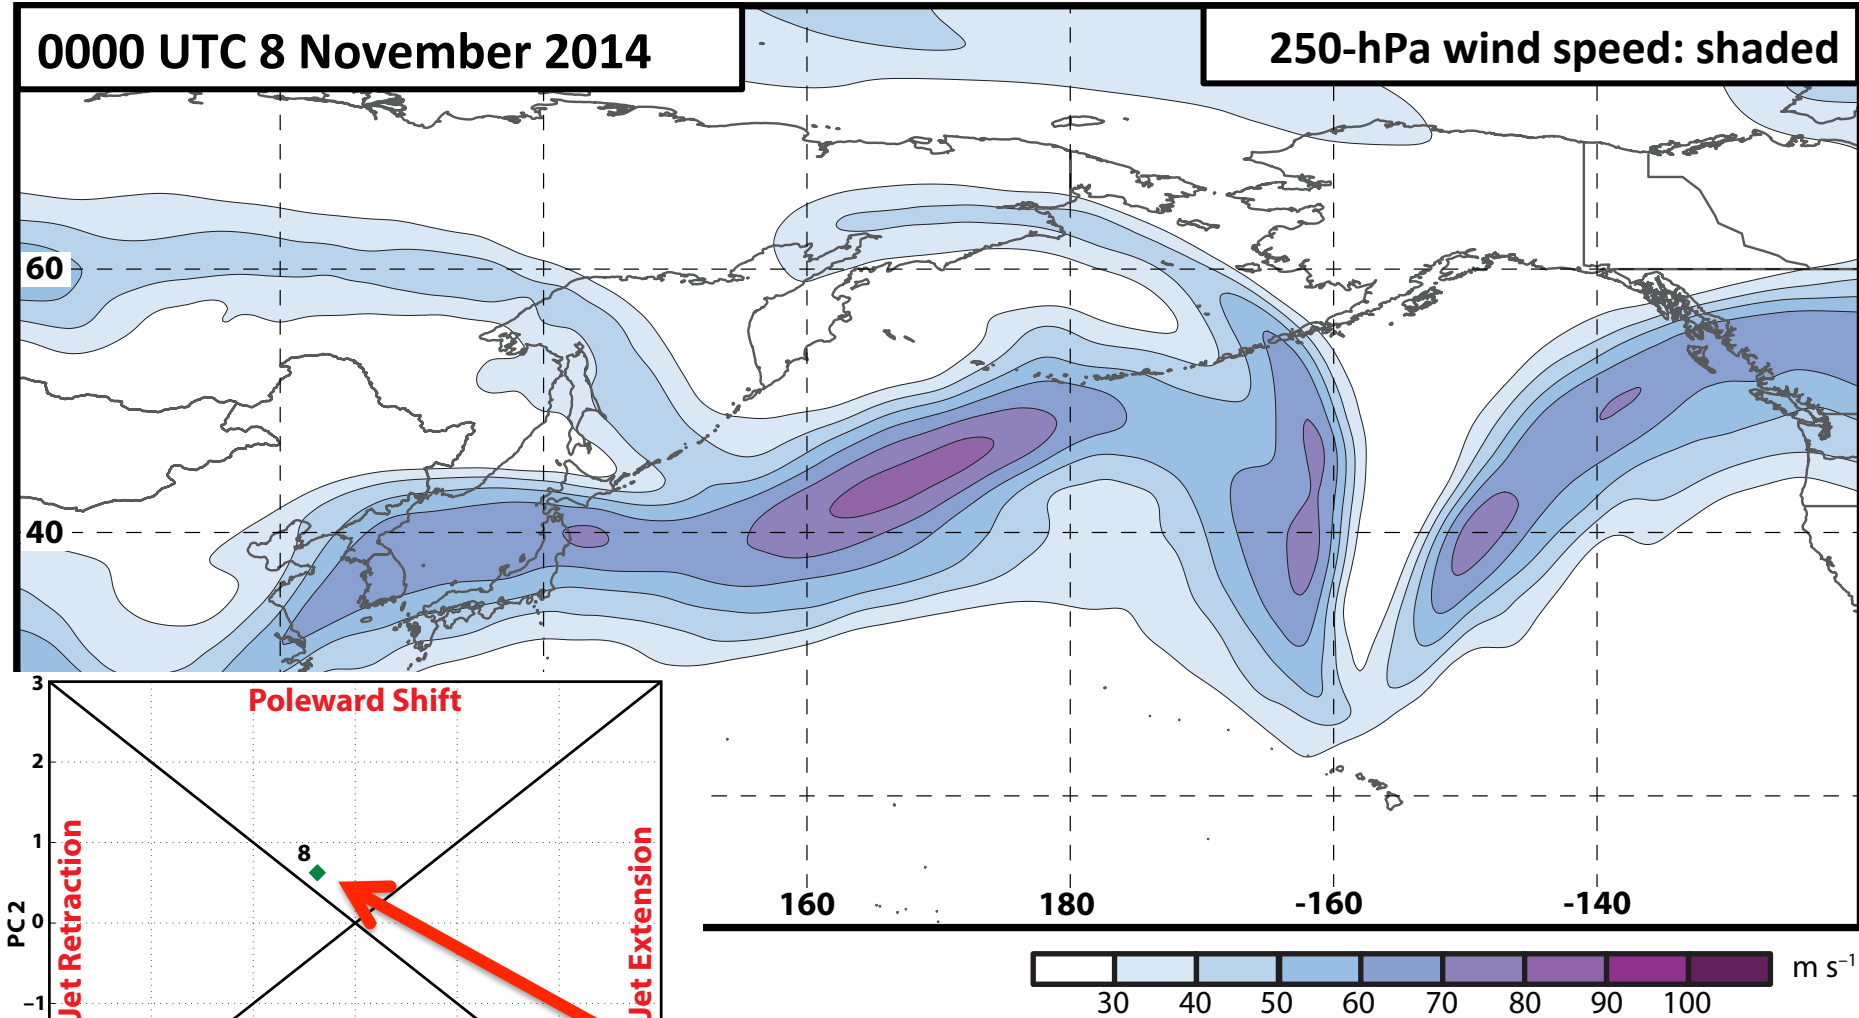 0000 UTC 8 November 2014
250-hPa wind speed: shaded
60
40
160 180 -160 -140
30 40 50 60 70 80 90 100
m s⁻¹
Poleward Shift
Jet Retraction
Jet Extension
PC 2
3
2
1
0
−1
8